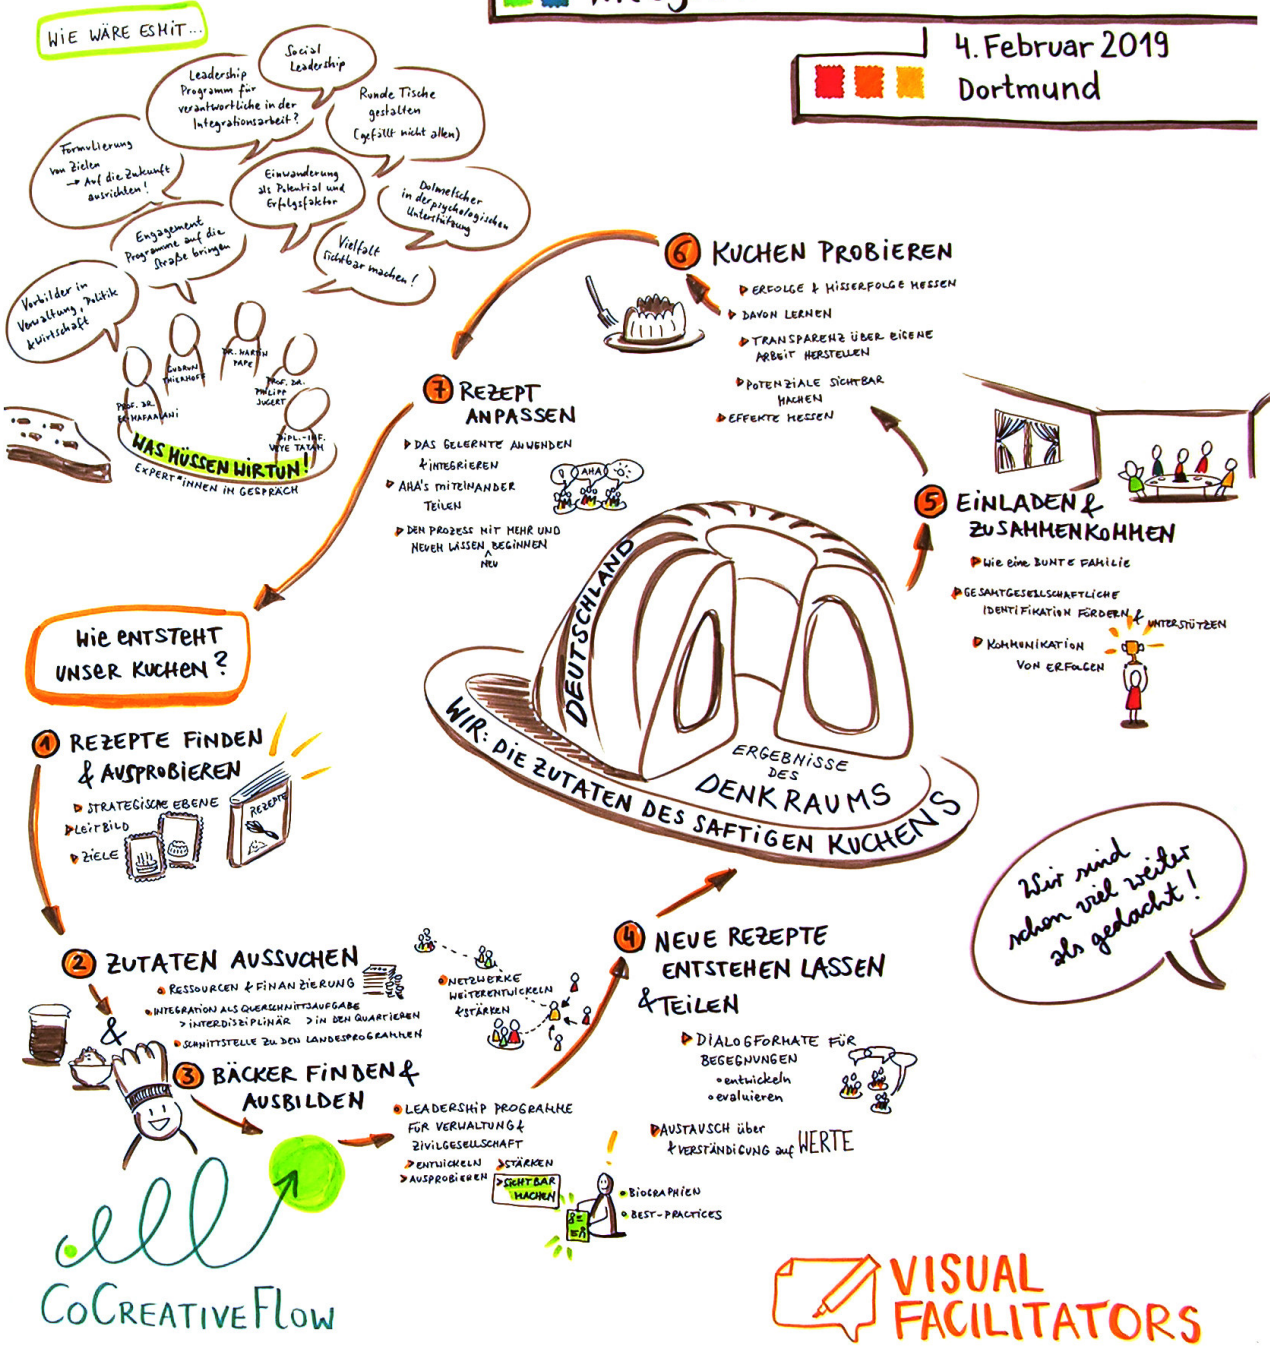 4. Februar 2019
Dortmund
WIE WÄRE ES MIT...
Social
Leadership
Leadership
Programm für
verantwortliche in der
Integrationsarbeit?
Runde Tische
gestalten
(gefällt nicht allen)
Formulierung
von Zielen
→ Auf die Zukunft
ausrichten!
Einwanderung
als Potential und
Erfolgsfaktor
Dolmetscher
in der psychologischen
Unterstützung
Engagement
Programme auf die
Straße bringen
Vielfalt
sichtbar machen!
Vorbilder in
Verwaltung, Politik
& Wirtschaft
PROF. DR.
EL-MAFAALANI
GUDRUN
THIERHOFF
DR. MARTIN
PAPE
PROF. DR.
PHILIPP
JUGERT
DIPL.-INF.
VEYE TATAH
WAS MÜSSEN WIR TUN!
EXPERT*INNEN IN GESPRÄCH
6 KUCHEN PROBIEREN
ERFOLGE & MISSERFOLGE MESSEN
DAVON LERNEN
TRANSPARENZ ÜBER EIGENE
ARBEIT HERSTELLEN
POTENZIALE SICHTBAR
MACHEN
EFFEKTE MESSEN
7 REZEPT
ANPASSEN
DAS GELERNTE ANWENDEN
& INTEGRIEREN
AHA'S MITEINANDER
TEILEN
DEN PROZESS MIT MEHR UND
NEUEM WISSEN BEGINNEN
NEU
AHA
5 EINLADEN &
ZUSAMMENKOMMEN
Wie eine BUNTE FAMILIE
GESAMTGESELLSCHAFTLICHE
IDENTIFIKATION FÖRDERN &
UNTERSTÜTZEN
KOMMUNIKATION
VON ERFOLGEN
DEUTSCHLAND
ERGEBNISSE
DES
DENKRAUMS
WIR: DIE ZUTATEN DES SAFTIGEN KUCHENS
WIE ENTSTEHT
UNSER KUCHEN?
1 REZEPTE FINDEN
& AUSPROBIEREN
STRATEGISCHE EBENE
LEITBILD
ZIELE
REZEPTE
Wir sind
schon viel weiter
als gedacht!
2 ZUTATEN AUSSUCHEN
RESSOURCEN & FINANZIERUNG
INTEGRATION ALS QUERSCHNITTSAUFGABE
> INTERDISZIPLINÄR > IN DEN QUARTIEREN
SCHNITTSTELLE ZU DEN LANDESPROGRAMMEN
NETZWERKE
WEITERENTWICKELN
& STÄRKEN
&
3 BÄCKER FINDEN &
AUSBILDEN
LEADERSHIP PROGRAMME
FÜR VERWALTUNG &
ZIVILGESELLSCHAFT
> ENTWICKELN > STÄRKEN
> AUSPROBIEREN > SICHTBAR
MACHEN
BIOGRAPHIEN
BEST-PRACTICES
4 NEUE REZEPTE
ENTSTEHEN LASSEN
& TEILEN
DIALOGFORMATE FÜR
BEGEGNUNGEN
entwickeln
evaluieren
AUSTAUSCH über
& VERSTÄNDIGUNG auf WERTE
CoCreativeFlow
VISUAL
FACILITATORS